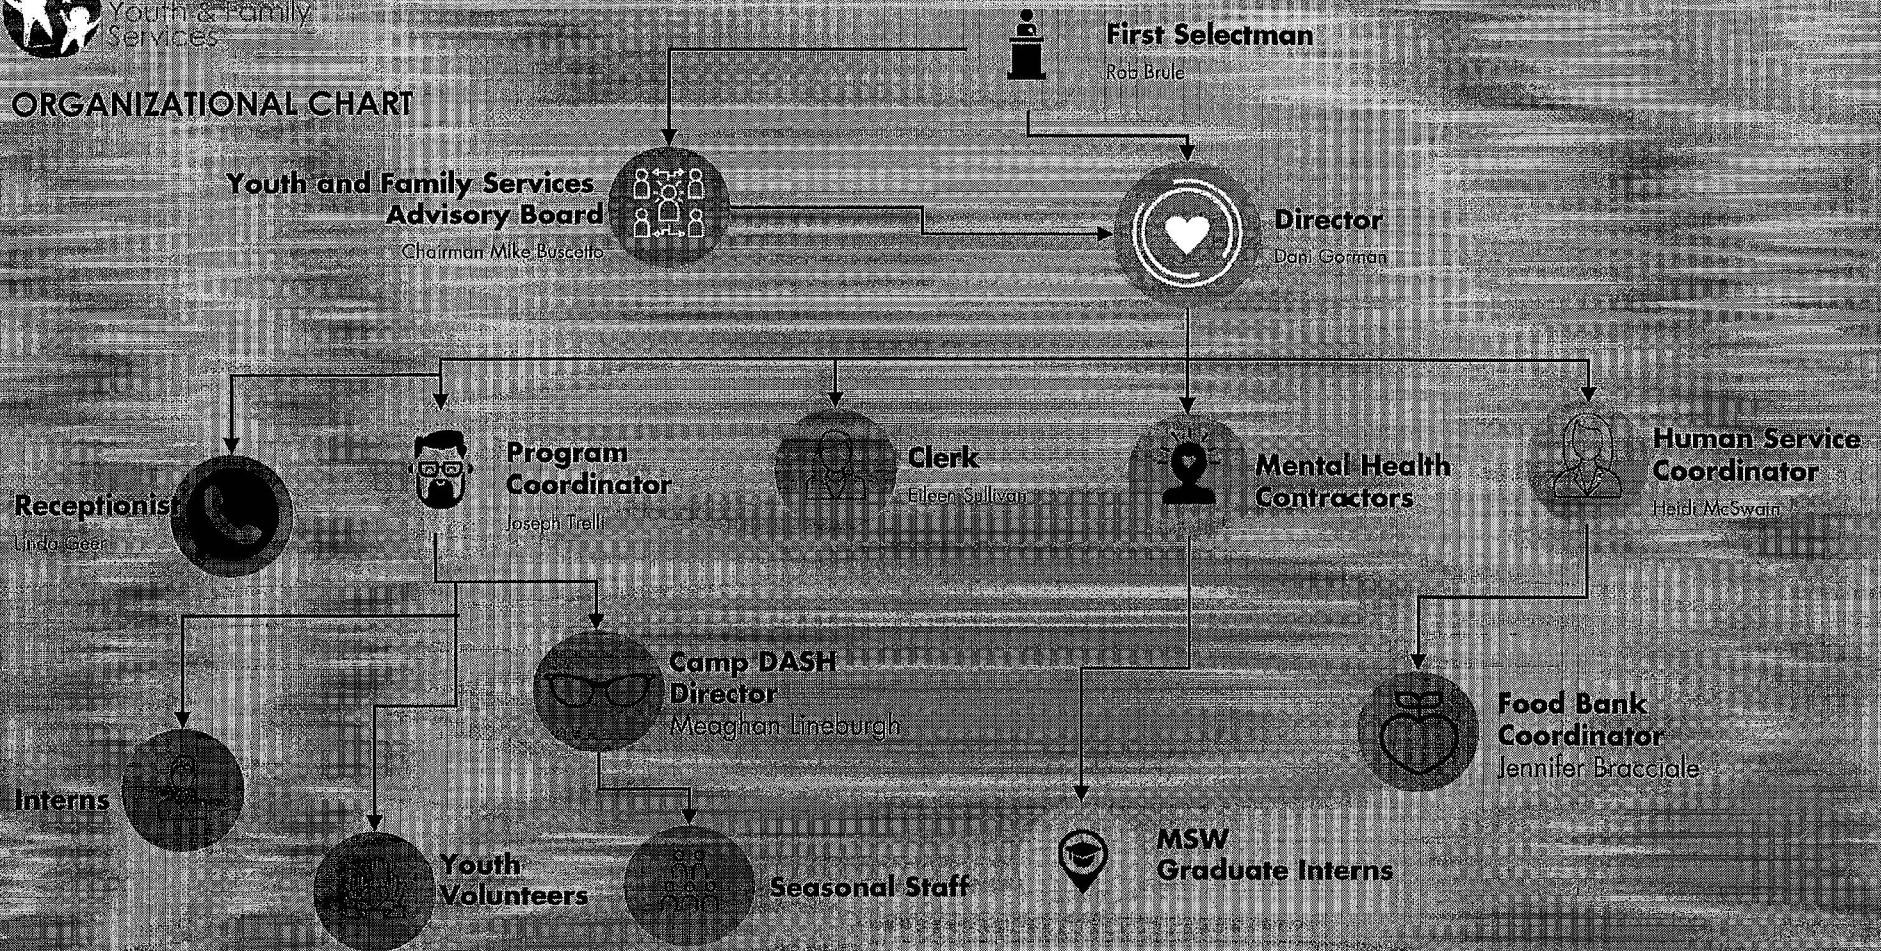 Youth & Family
Services
ORGANIZATIONAL CHART
First Selectman
Rob Brule
Youth and Family Services
Advisory Board
Chairman Mike Buscetto
Director
Dani Gorman
Receptionist
Linda Geer
Program
Coordinator
Joseph Trelli
Clerk
Eileen Sullivan
Mental Health
Contractors
Human Service
Coordinator
Heidi McSwain
Camp DASH
Director
Meaghan Lineburgh
Food Bank
Coordinator
Jennifer Bracciale
Interns
Youth
Volunteers
Seasonal Staff
MSW
Graduate Interns